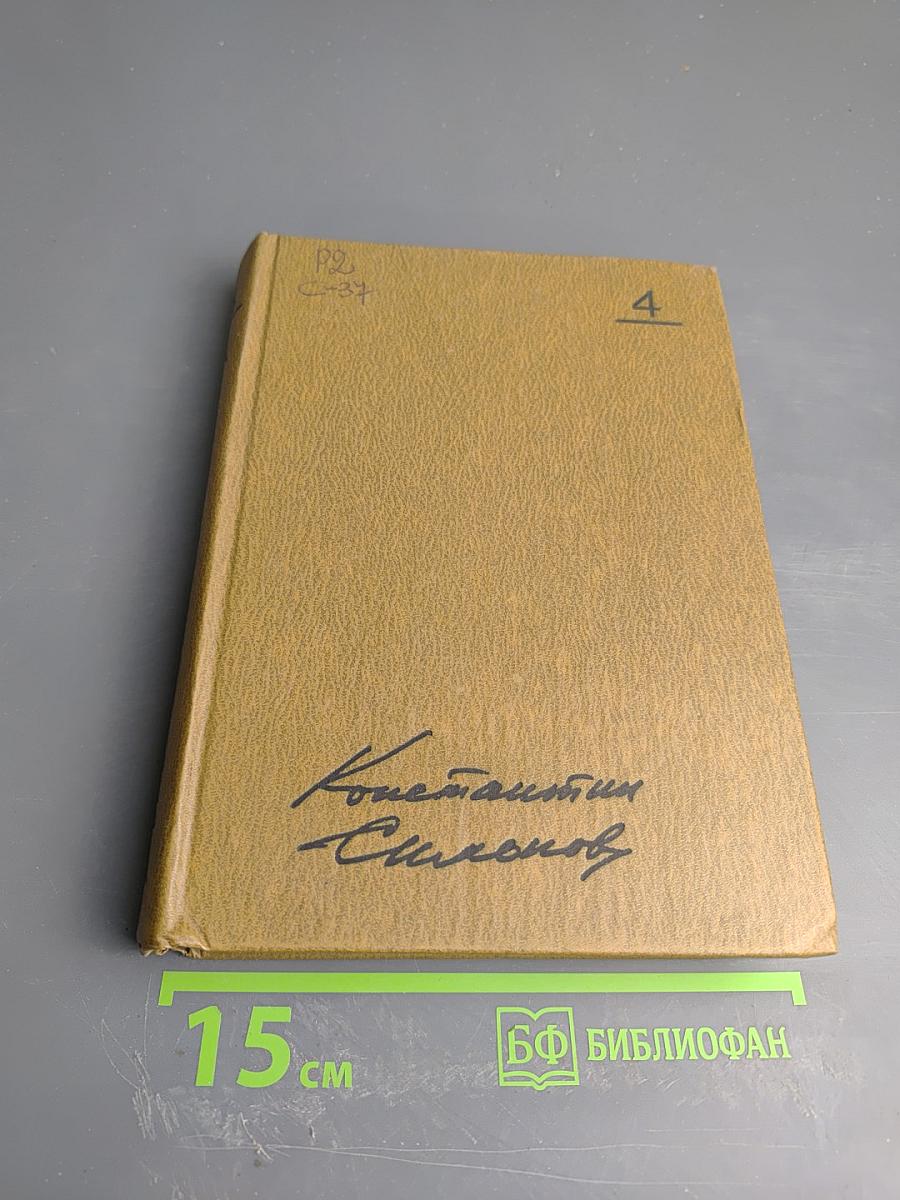 Р2
С-37
4
Константин
Симонов
15 см
БФ БИБЛИОФАН